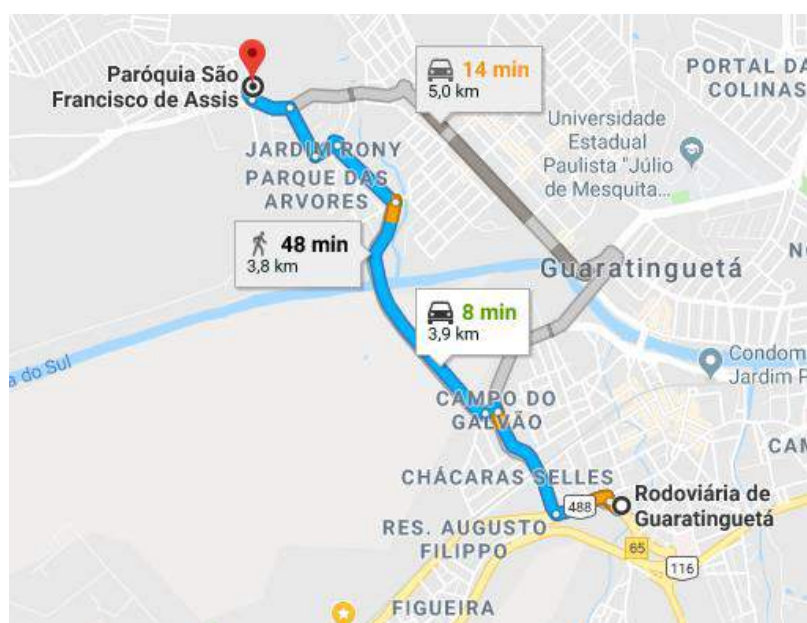 14 min
5,0 km
PORTAL DA
COLINAS
Paróquia São
Francisco de Assis
Universidade
Estadual
Paulista "Júlio
de Mesquita...
JARDIM RONY
PARQUE DAS
ARVORES
48 min
3,8 km
Guaratinguetá
8 min
3,9 km
do Sul
Condom
Jardim P
CAMPO DO
GALVÃO
CAM
CHÁCARAS SELLES
Rodoviária de
Guaratinguetá
488
RES. AUGUSTO
FILIPPO
65
116
FIGUEIRA